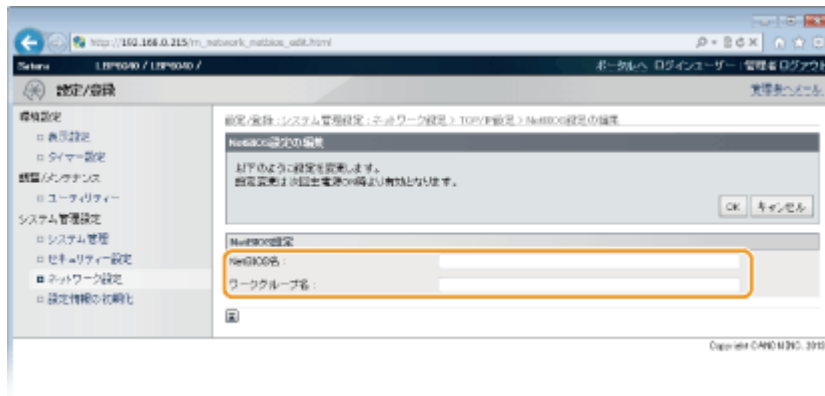 http://192.168.0.215/m_network_netbios_edit.html
Satera LBP6040 / LBP6040 / ポータルへ ログインユーザー: 管理者 ログアウト
設定/登録 管理者へメール
環境設定
表示設定
タイマー設定
調整/メンテナンス
ユーティリティー
システム管理設定
システム管理
セキュリティー設定
ネットワーク設定
設定情報の初期化
設定/登録 : システム管理設定 : ネットワーク設定 > TCP/IP設定 > NetBIOS設定の編集
NetBIOS設定の編集
以下のように設定を変更します。
設定変更は次回主電源ON時より有効となります。
OK キャンセル
NetBIOS設定
NetBIOS名 :
ワークグループ名 :
Copyright CANON INC. 2013